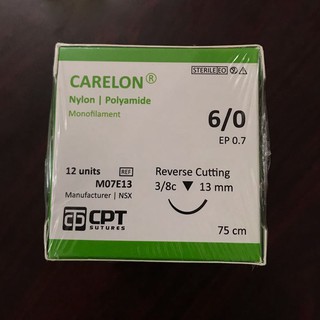 CARELON®
STERILE EO
Nylon | Polyamide
Monofilament
6/0
EP 0.7
12 units REF
M07E13
Manufacturer | NSX
Reverse Cutting
3/8c 13 mm
CPT
SUTURES
75 cm